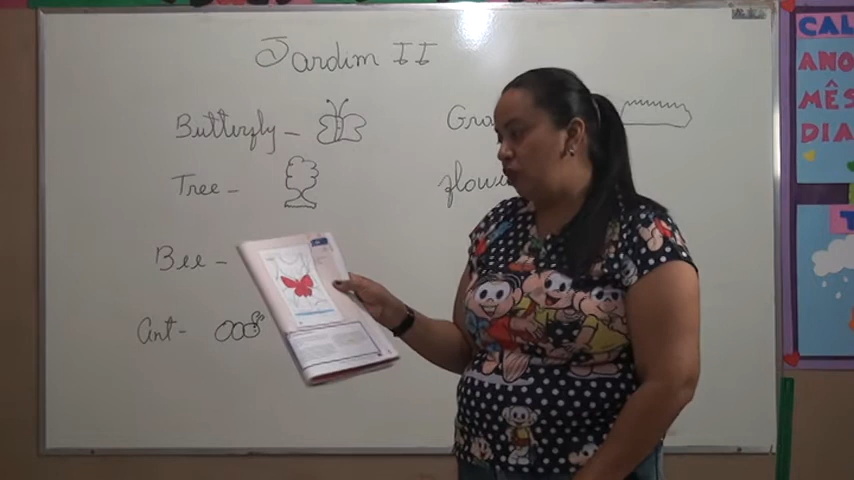 Jardim II
Butterfly -
Tree -
Bee -
Ant -
CAL
ANO
MÊS
DIA